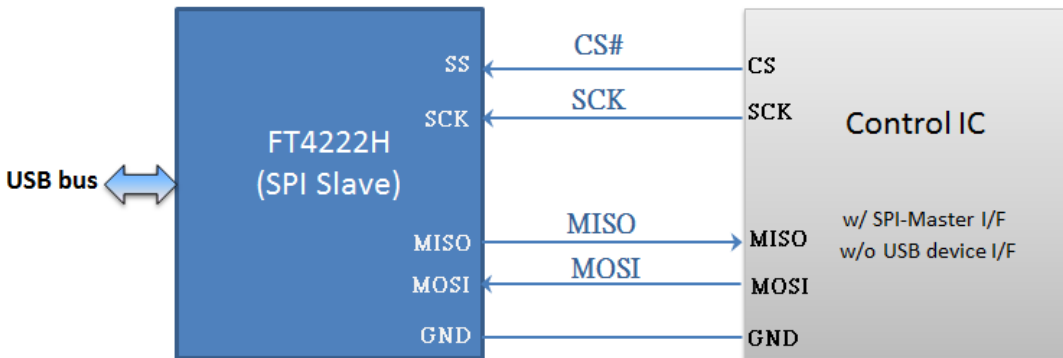 CS#
SS
CS
SCK
SCK
SCK
Control IC
FT4222H
(SPI Slave)
USB bus
MISO
MISO
MISO
w/ SPI-Master I/F
w/o USB device I/F
MOSI
MOSI
MOSI
GND
GND